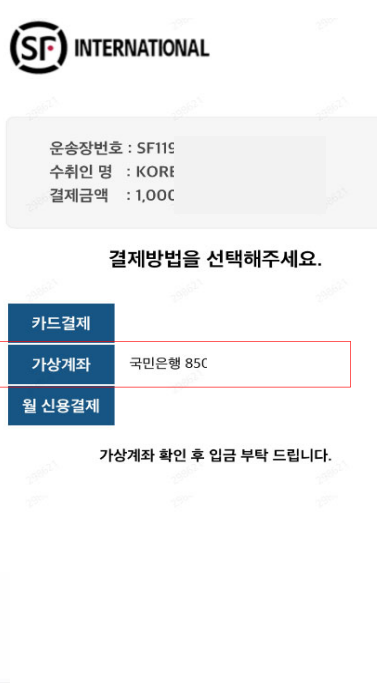 SF INTERNATIONAL
운송장번호 : SF119
수취인 명 : KORE
결제금액 : 1,000
결제방법을 선택해주세요.
카드결제
가상계좌 국민은행 850
월 신용결제
가상계좌 확인 후 입금 부탁 드립니다.